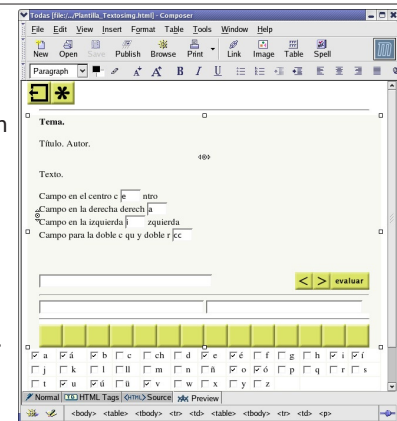 Todas [file:/../Plantilla_Textosimg.html] - Composer
File Edit View Insert Format Table Tools Window Help
New Open Save Publish Browse Print Link Image Table Spell
Paragraph A A B I U
Tema.
Título. Autor.
Texto.
Campo en el centro c e ntro
Campo en la derecha derech a
Campo en la izquierda i zquierda
Campo para la doble c qu y doble r cc
< > evaluar
a á b c ch d e é f g h i í
j k l ll m n ñ o ó p q r s
t u ú ü v w x y z
Normal HTML Tags <HTML> Source Preview
<body> <table> <tbody> <tr> <td> <table> <tbody> <tr> <td> <p>
n